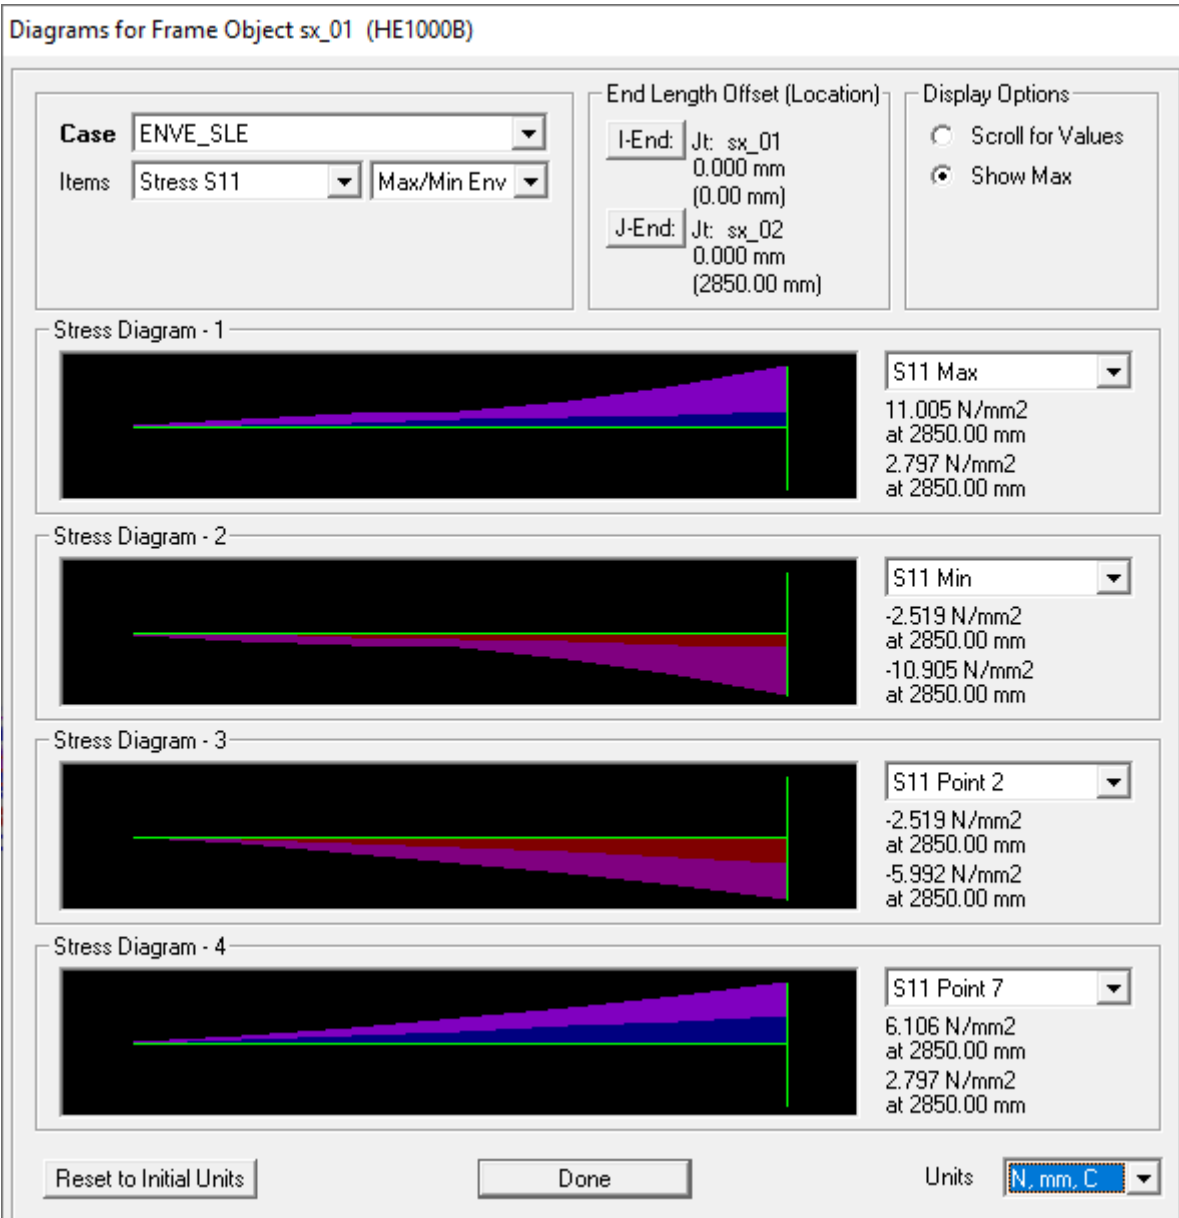 Diagrams for Frame Object sx_01 (HE1000B)
End Length Offset (Location)
Display Options
Case ENVE_SLE
I-End: Jt: sx_01
0.000 mm
(0.00 mm)
Scroll for Values
Items Stress S11 Max/Min Env
Show Max
J-End: Jt: sx_02
0.000 mm
(2850.00 mm)
Stress Diagram - 1
S11 Max
11.005 N/mm2
at 2850.00 mm
2.797 N/mm2
at 2850.00 mm
Stress Diagram - 2
S11 Min
-2.519 N/mm2
at 2850.00 mm
-10.905 N/mm2
at 2850.00 mm
Stress Diagram - 3
S11 Point 2
-2.519 N/mm2
at 2850.00 mm
-5.992 N/mm2
at 2850.00 mm
Stress Diagram - 4
S11 Point 7
6.106 N/mm2
at 2850.00 mm
2.797 N/mm2
at 2850.00 mm
Reset to Initial Units
Done
Units N, mm, C